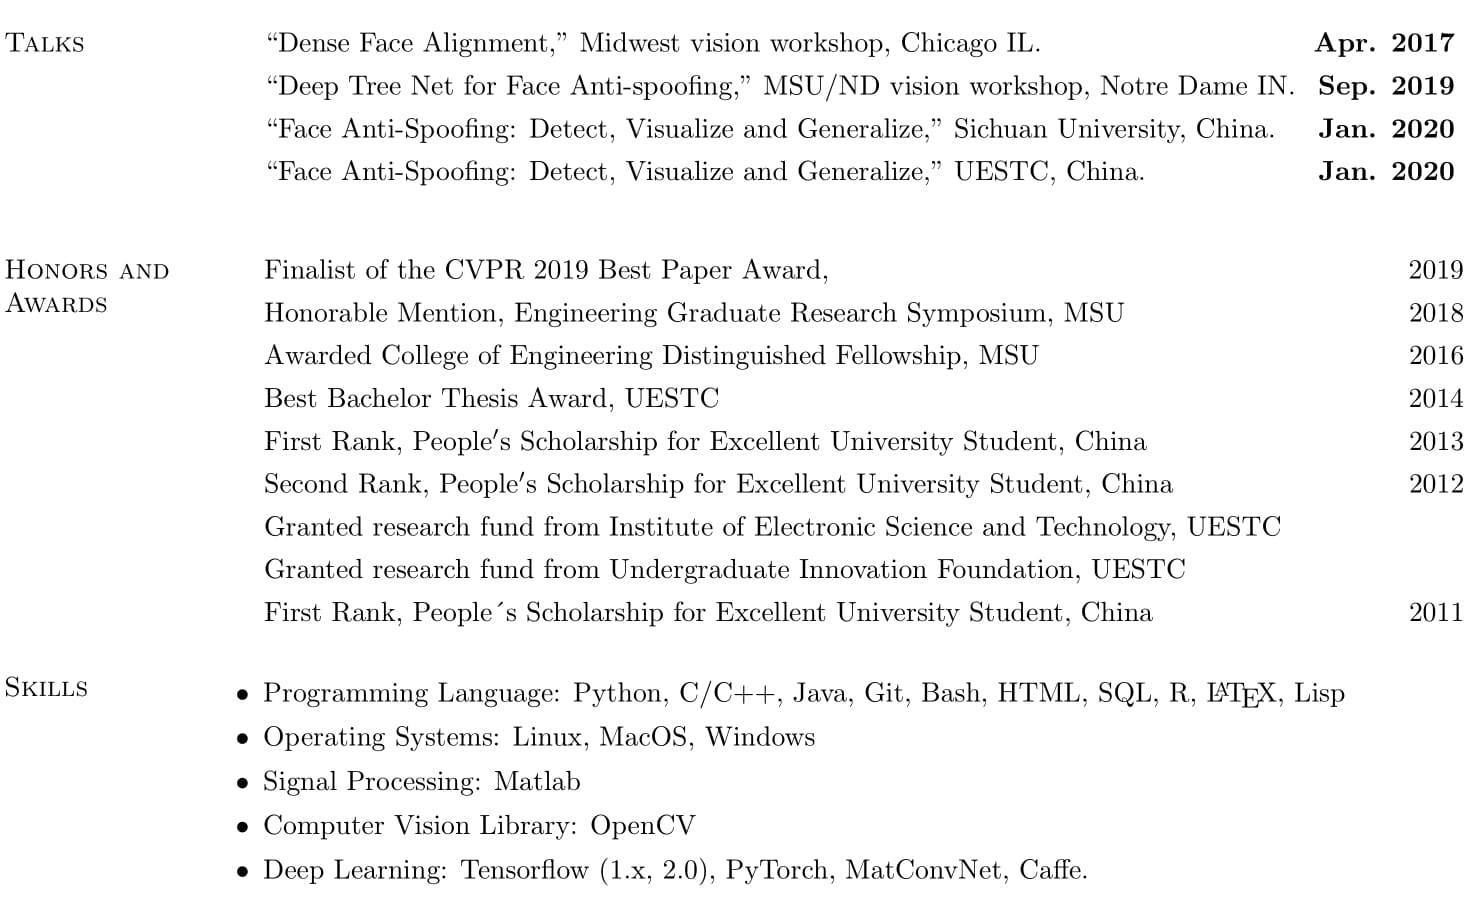 TALKS
“Dense Face Alignment,” Midwest vision workshop, Chicago IL. Apr. 2017
“Deep Tree Net for Face Anti-spoofing,” MSU/ND vision workshop, Notre Dame IN. Sep. 2019
“Face Anti-Spoofing: Detect, Visualize and Generalize,” Sichuan University, China. Jan. 2020
“Face Anti-Spoofing: Detect, Visualize and Generalize,” UESTC, China. Jan. 2020
HONORS AND
AWARDS
Finalist of the CVPR 2019 Best Paper Award, 2019
Honorable Mention, Engineering Graduate Research Symposium, MSU 2018
Awarded College of Engineering Distinguished Fellowship, MSU 2016
Best Bachelor Thesis Award, UESTC 2014
First Rank, People′s Scholarship for Excellent University Student, China 2013
Second Rank, People′s Scholarship for Excellent University Student, China 2012
Granted research fund from Institute of Electronic Science and Technology, UESTC
Granted research fund from Undergraduate Innovation Foundation, UESTC
First Rank, People´s Scholarship for Excellent University Student, China 2011
SKILLS
• Programming Language: Python, C/C++, Java, Git, Bash, HTML, SQL, R, LATEX, Lisp
• Operating Systems: Linux, MacOS, Windows
• Signal Processing: Matlab
• Computer Vision Library: OpenCV
• Deep Learning: Tensorflow (1.x, 2.0), PyTorch, MatConvNet, Caffe.